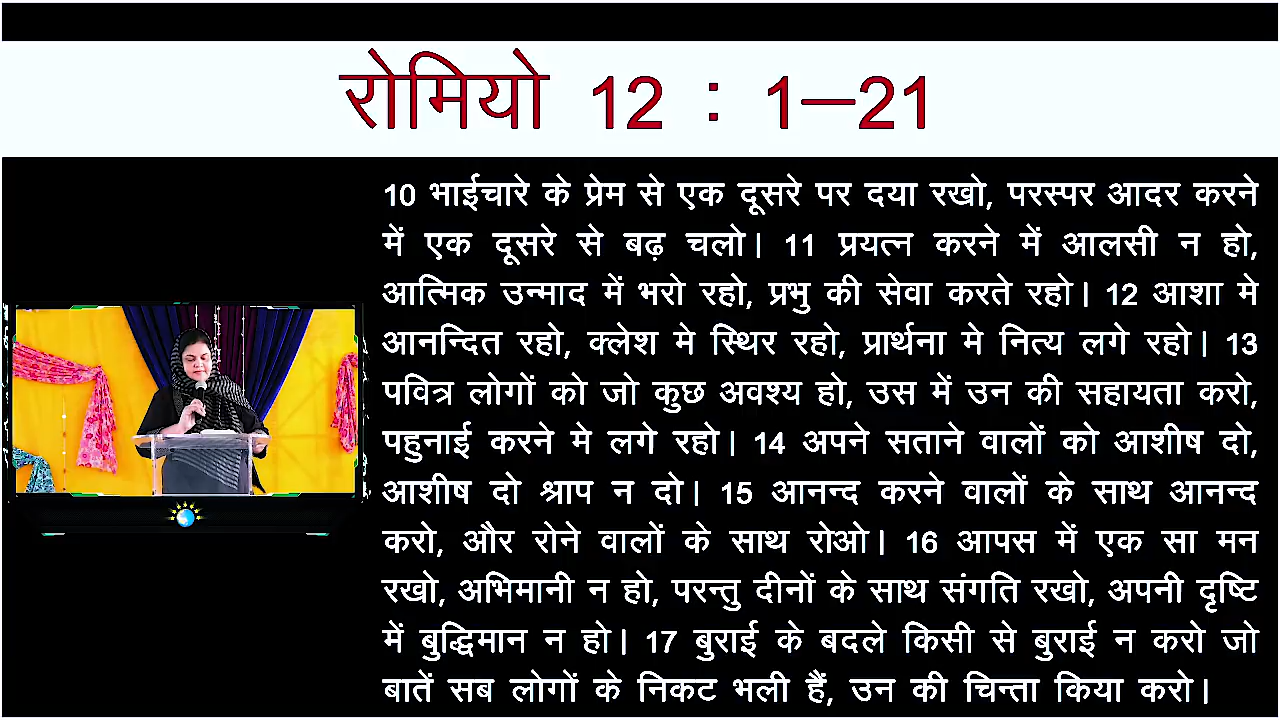 रोमियो 12 : 1–21
10 भाईचारे के प्रेम से एक दूसरे पर दया रखो, परस्पर आदर करने
में एक दूसरे से बढ़ चलो। 11 प्रयत्न करने में आलसी न हो,
आत्मिक उन्माद में भरो रहो, प्रभु की सेवा करते रहो। 12 आशा मे
आनन्दित रहो, क्लेश मे स्थिर रहो, प्रार्थना मे नित्य लगे रहो। 13
पवित्र लोगों को जो कुछ अवश्य हो, उस में उन की सहायता करो,
पहुनाई करने मे लगे रहो। 14 अपने सताने वालों को आशीष दो,
आशीष दो श्राप न दो। 15 आनन्द करने वालों के साथ आनन्द
करो, और रोने वालों के साथ रोओ। 16 आपस में एक सा मन
रखो, अभिमानी न हो, परन्तु दीनों के साथ संगति रखो, अपनी दृष्टि
में बुद्धिमान न हो। 17 बुराई के बदले किसी से बुराई न करो जो
बातें सब लोगों के निकट भली हैं, उन की चिन्ता किया करो।